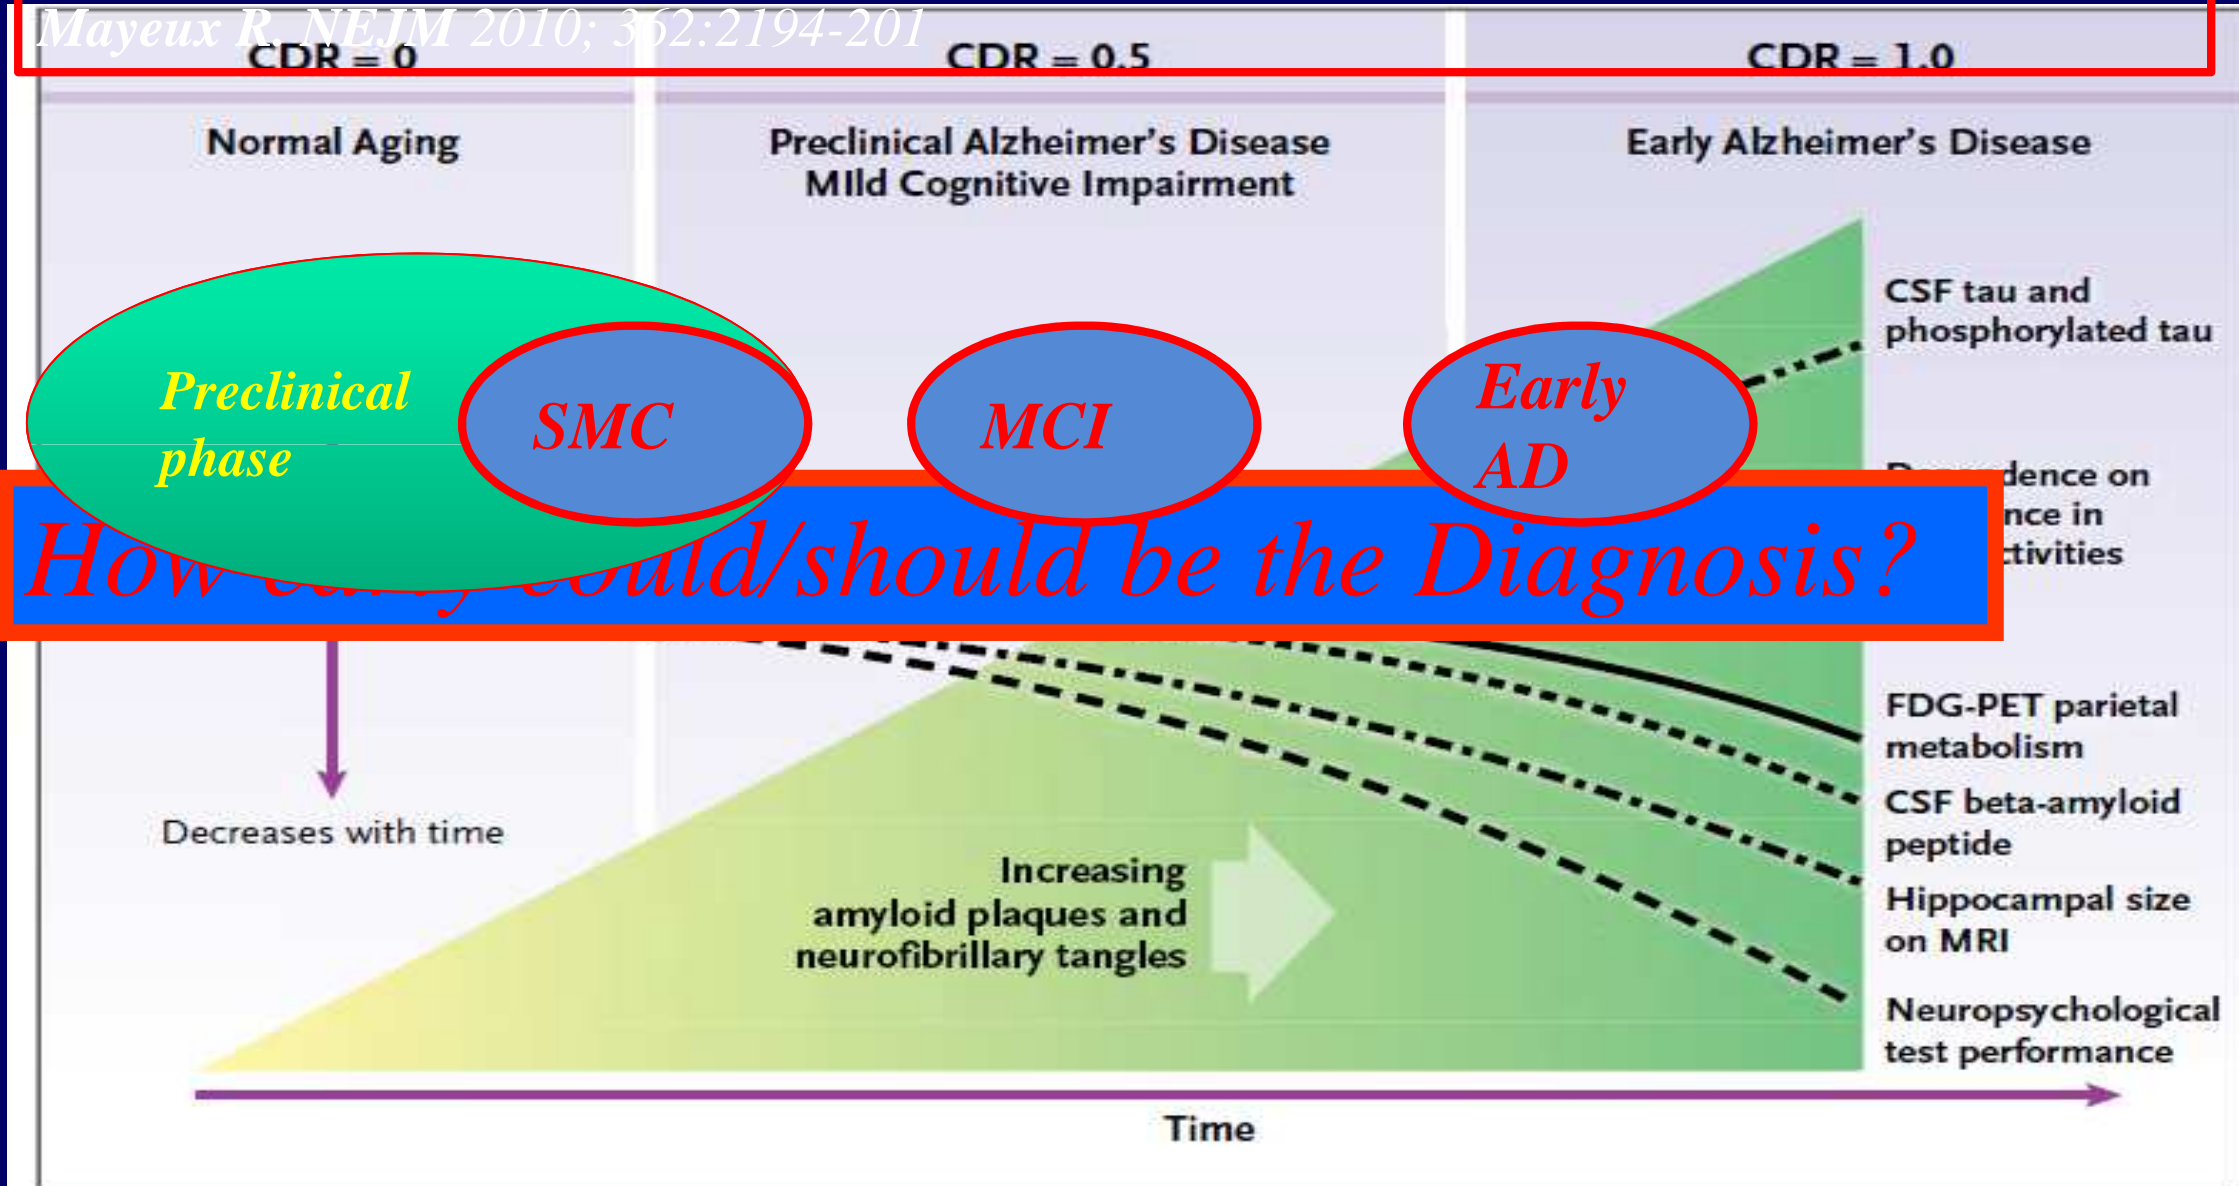 Mayeux R. NEJM 2010; 362:2194-201
CDR = 0
CDR = 0.5
CDR = 1.0
Normal Aging
Preclinical Alzheimer's Disease
MIld Cognitive Impairment
Early Alzheimer's Disease
CSF tau and
phosphorylated tau
Preclinical
phase
SMC
MCI
Early
AD
dence on
nce in
ctivities
How could/should be the Diagnosis?
Decreases with time
Increasing
amyloid plaques and
neurofibrillary tangles
FDG-PET parietal
metabolism
CSF beta-amyloid
peptide
Hippocampal size
on MRI
Neuropsychological
test performance
Time